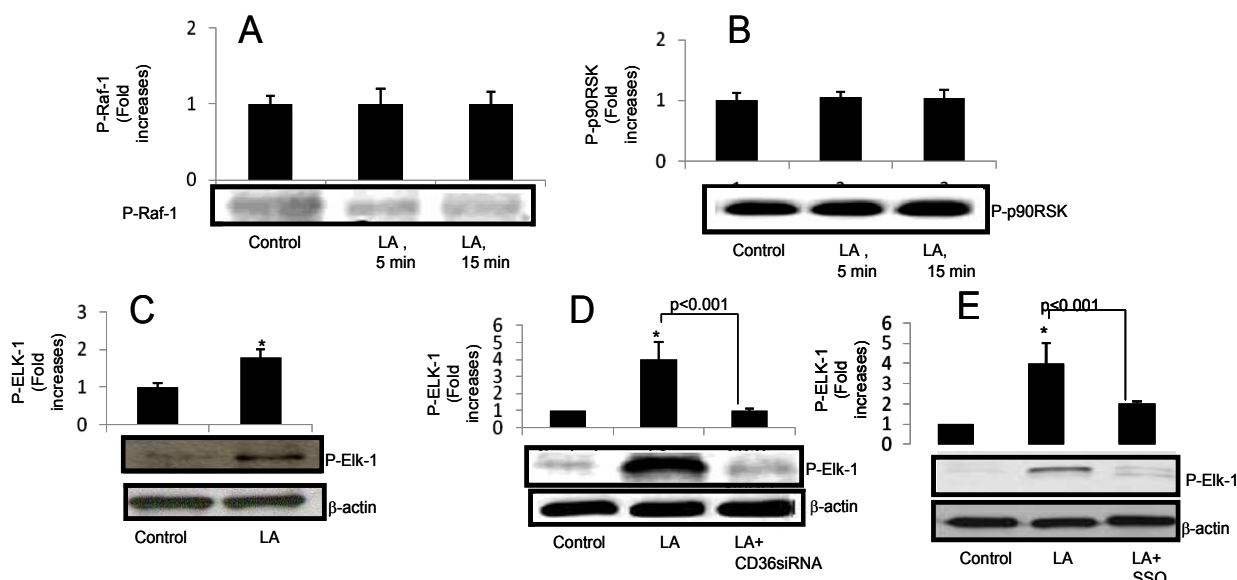 A
2
1
0
P-Raf-1
(Fold
increases)
P-Raf-1
Control
LA ,
5 min
LA,
15 min
B
2
1
0
P-p90RSK
(Fold
increases)
P-p90RSK
Control
LA ,
5 min
LA,
15 min
C
3
2
1
0
P-ELK-1
(Fold
increases)
*
P-Elk-1
β-actin
Control
LA
D
p<0.001
6
5
4
3
2
1
0
P-ELK-1
(Fold
increases)
*
P-Elk-1
β-actin
Control
LA
LA+
CD36siRNA
E
p<0 001
6
5
4
3
2
1
0
P-ELK-1
(Fold
increases)
*
P-Elk-1
β-actin
Control
LA
LA+
SSO